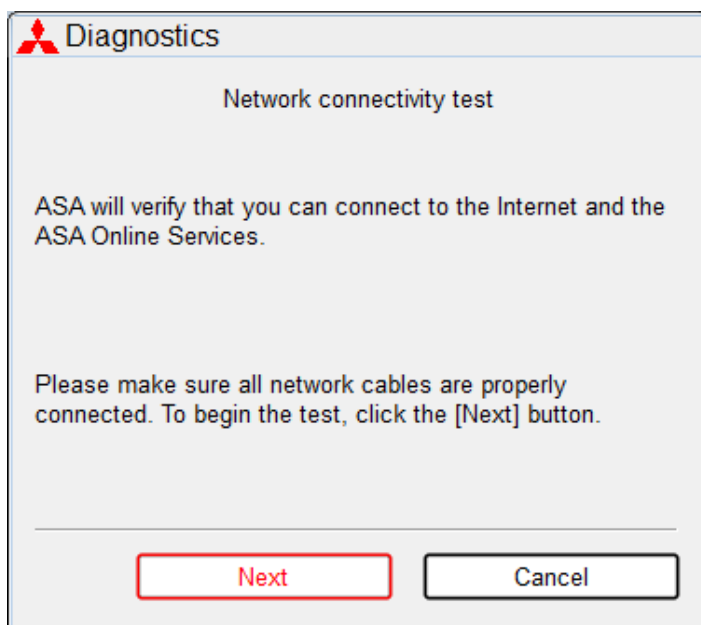 Diagnostics
Network connectivity test
ASA will verify that you can connect to the Internet and the
ASA Online Services.
Please make sure all network cables are properly
connected. To begin the test, click the [Next] button.
Next
Cancel